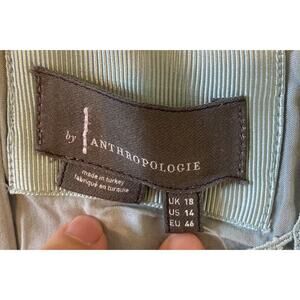 by ANTHROPOLOGIE
made in turkey
fabriqué en turquie
UK 18
US 14
EU 46